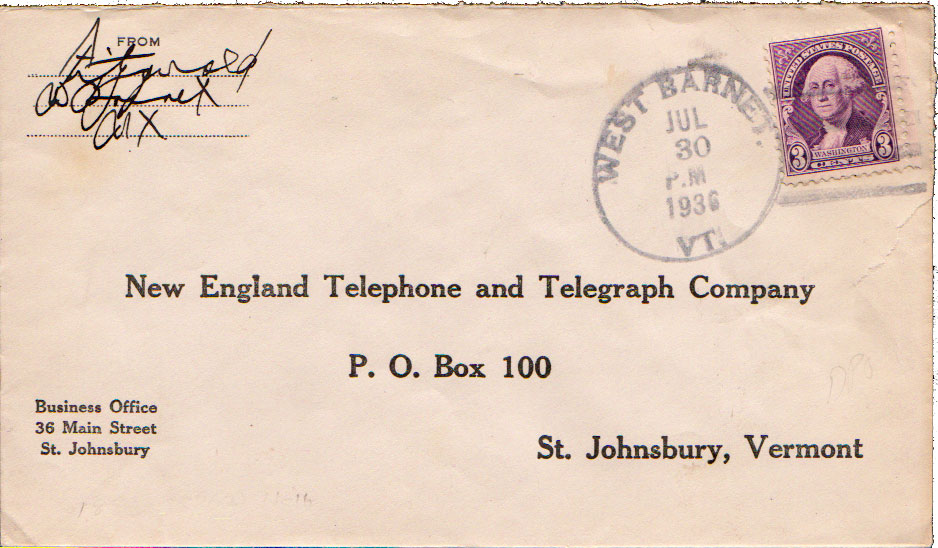 FROM
WEST BARNET
JUL
30
P.M
1936
VT.
UNITED STATES POSTAGE
WASHINGTON
3 CENTS 3
New England Telephone and Telegraph Company
P. O. Box 100
Business Office
36 Main Street
St. Johnsbury
St. Johnsbury, Vermont